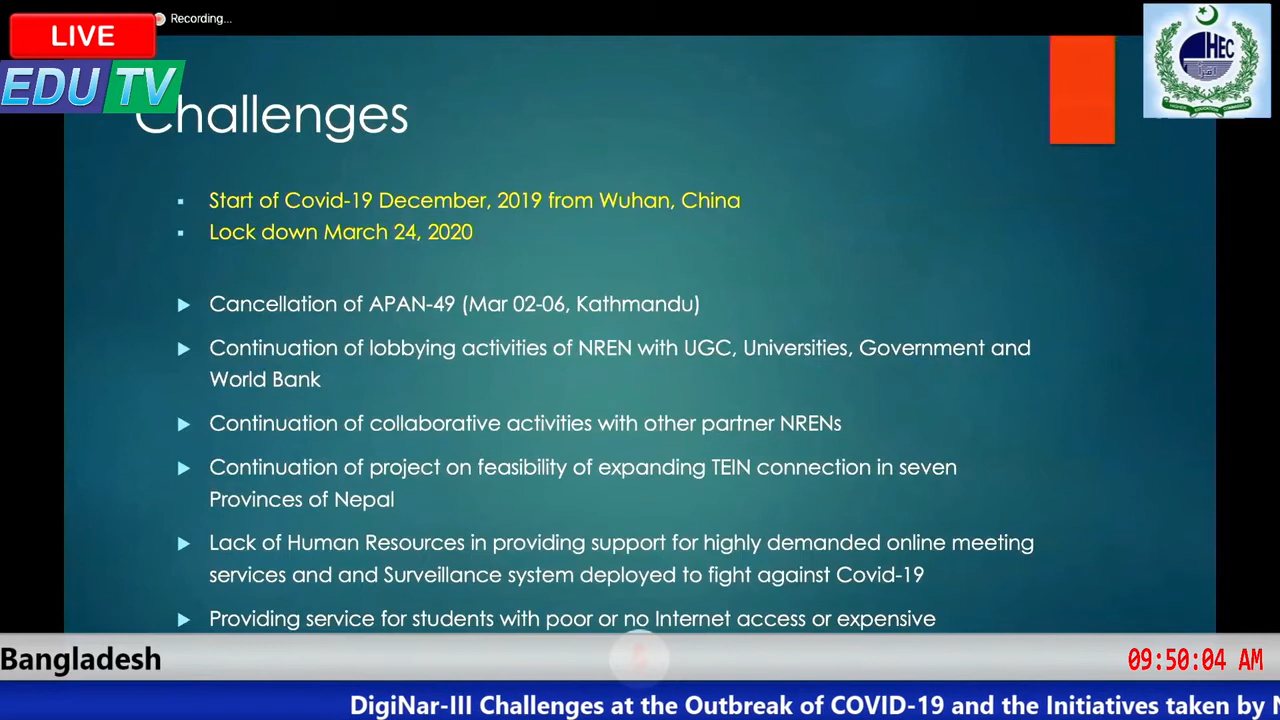 Recording...
LIVE
EDU TV
HEC
Challenges
Start of Covid-19 December, 2019 from Wuhan, China
Lock down March 24, 2020
Cancellation of APAN-49 (Mar 02-06, Kathmandu)
Continuation of lobbying activities of NREN with UGC, Universities, Government and
World Bank
Continuation of collaborative activities with other partner NRENs
Continuation of project on feasibility of expanding TEIN connection in seven
Provinces of Nepal
Lack of Human Resources in providing support for highly demanded online meeting
services and and Surveillance system deployed to fight against Covid-19
Providing service for students with poor or no Internet access or expensive
Bangladesh
09:50:04 AM
DigiNar-III Challenges at the Outbreak of COVID-19 and the Initiatives taken by